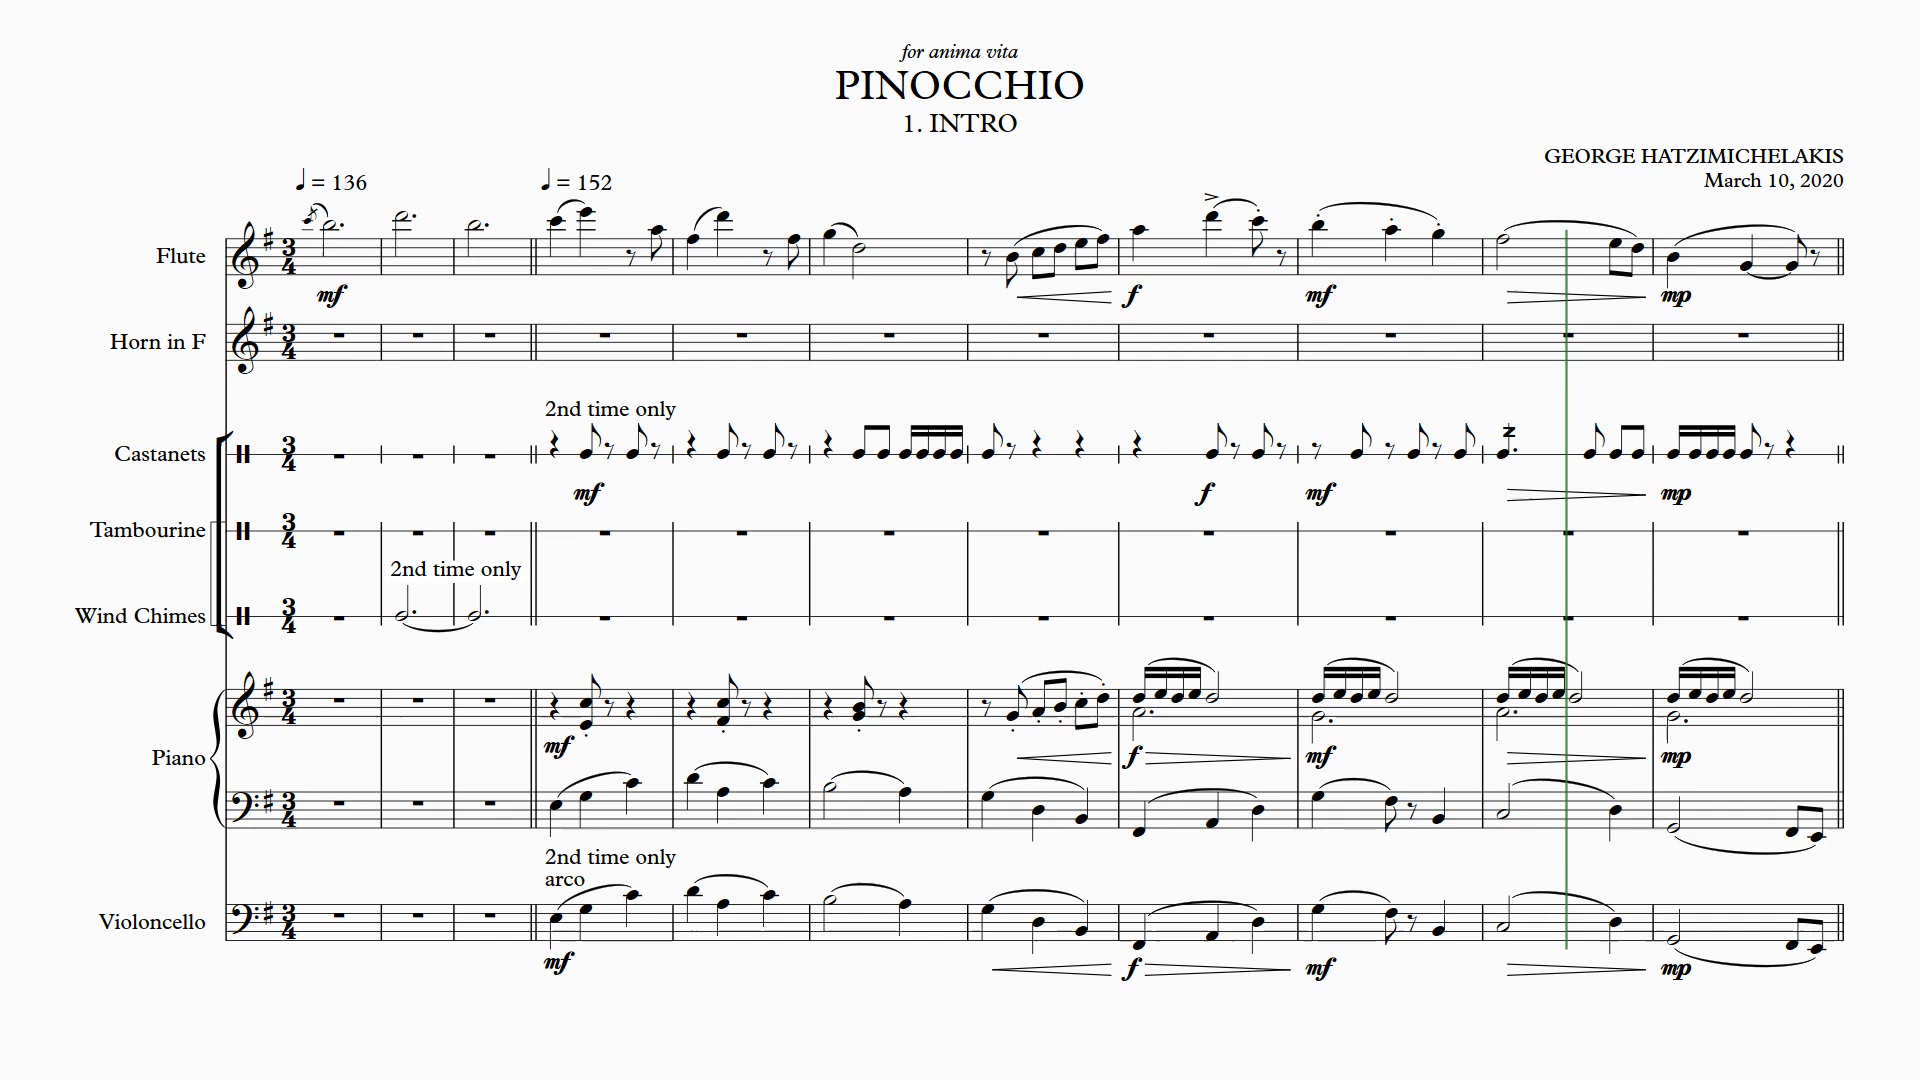 for anima vita
PINOCCHIO
1. INTRO
GEORGE HATZIMICHELAKIS
March 10, 2020
♩ = 136
♩ = 152
Flute
mf
f
mf
mp
Horn in F
2nd time only
Castanets
z
mf
f
mf
mp
Tambourine
2nd time only
Wind Chimes
Piano
mf
f
mf
mp
2nd time only
arco
Violoncello
mf
f
mf
mp